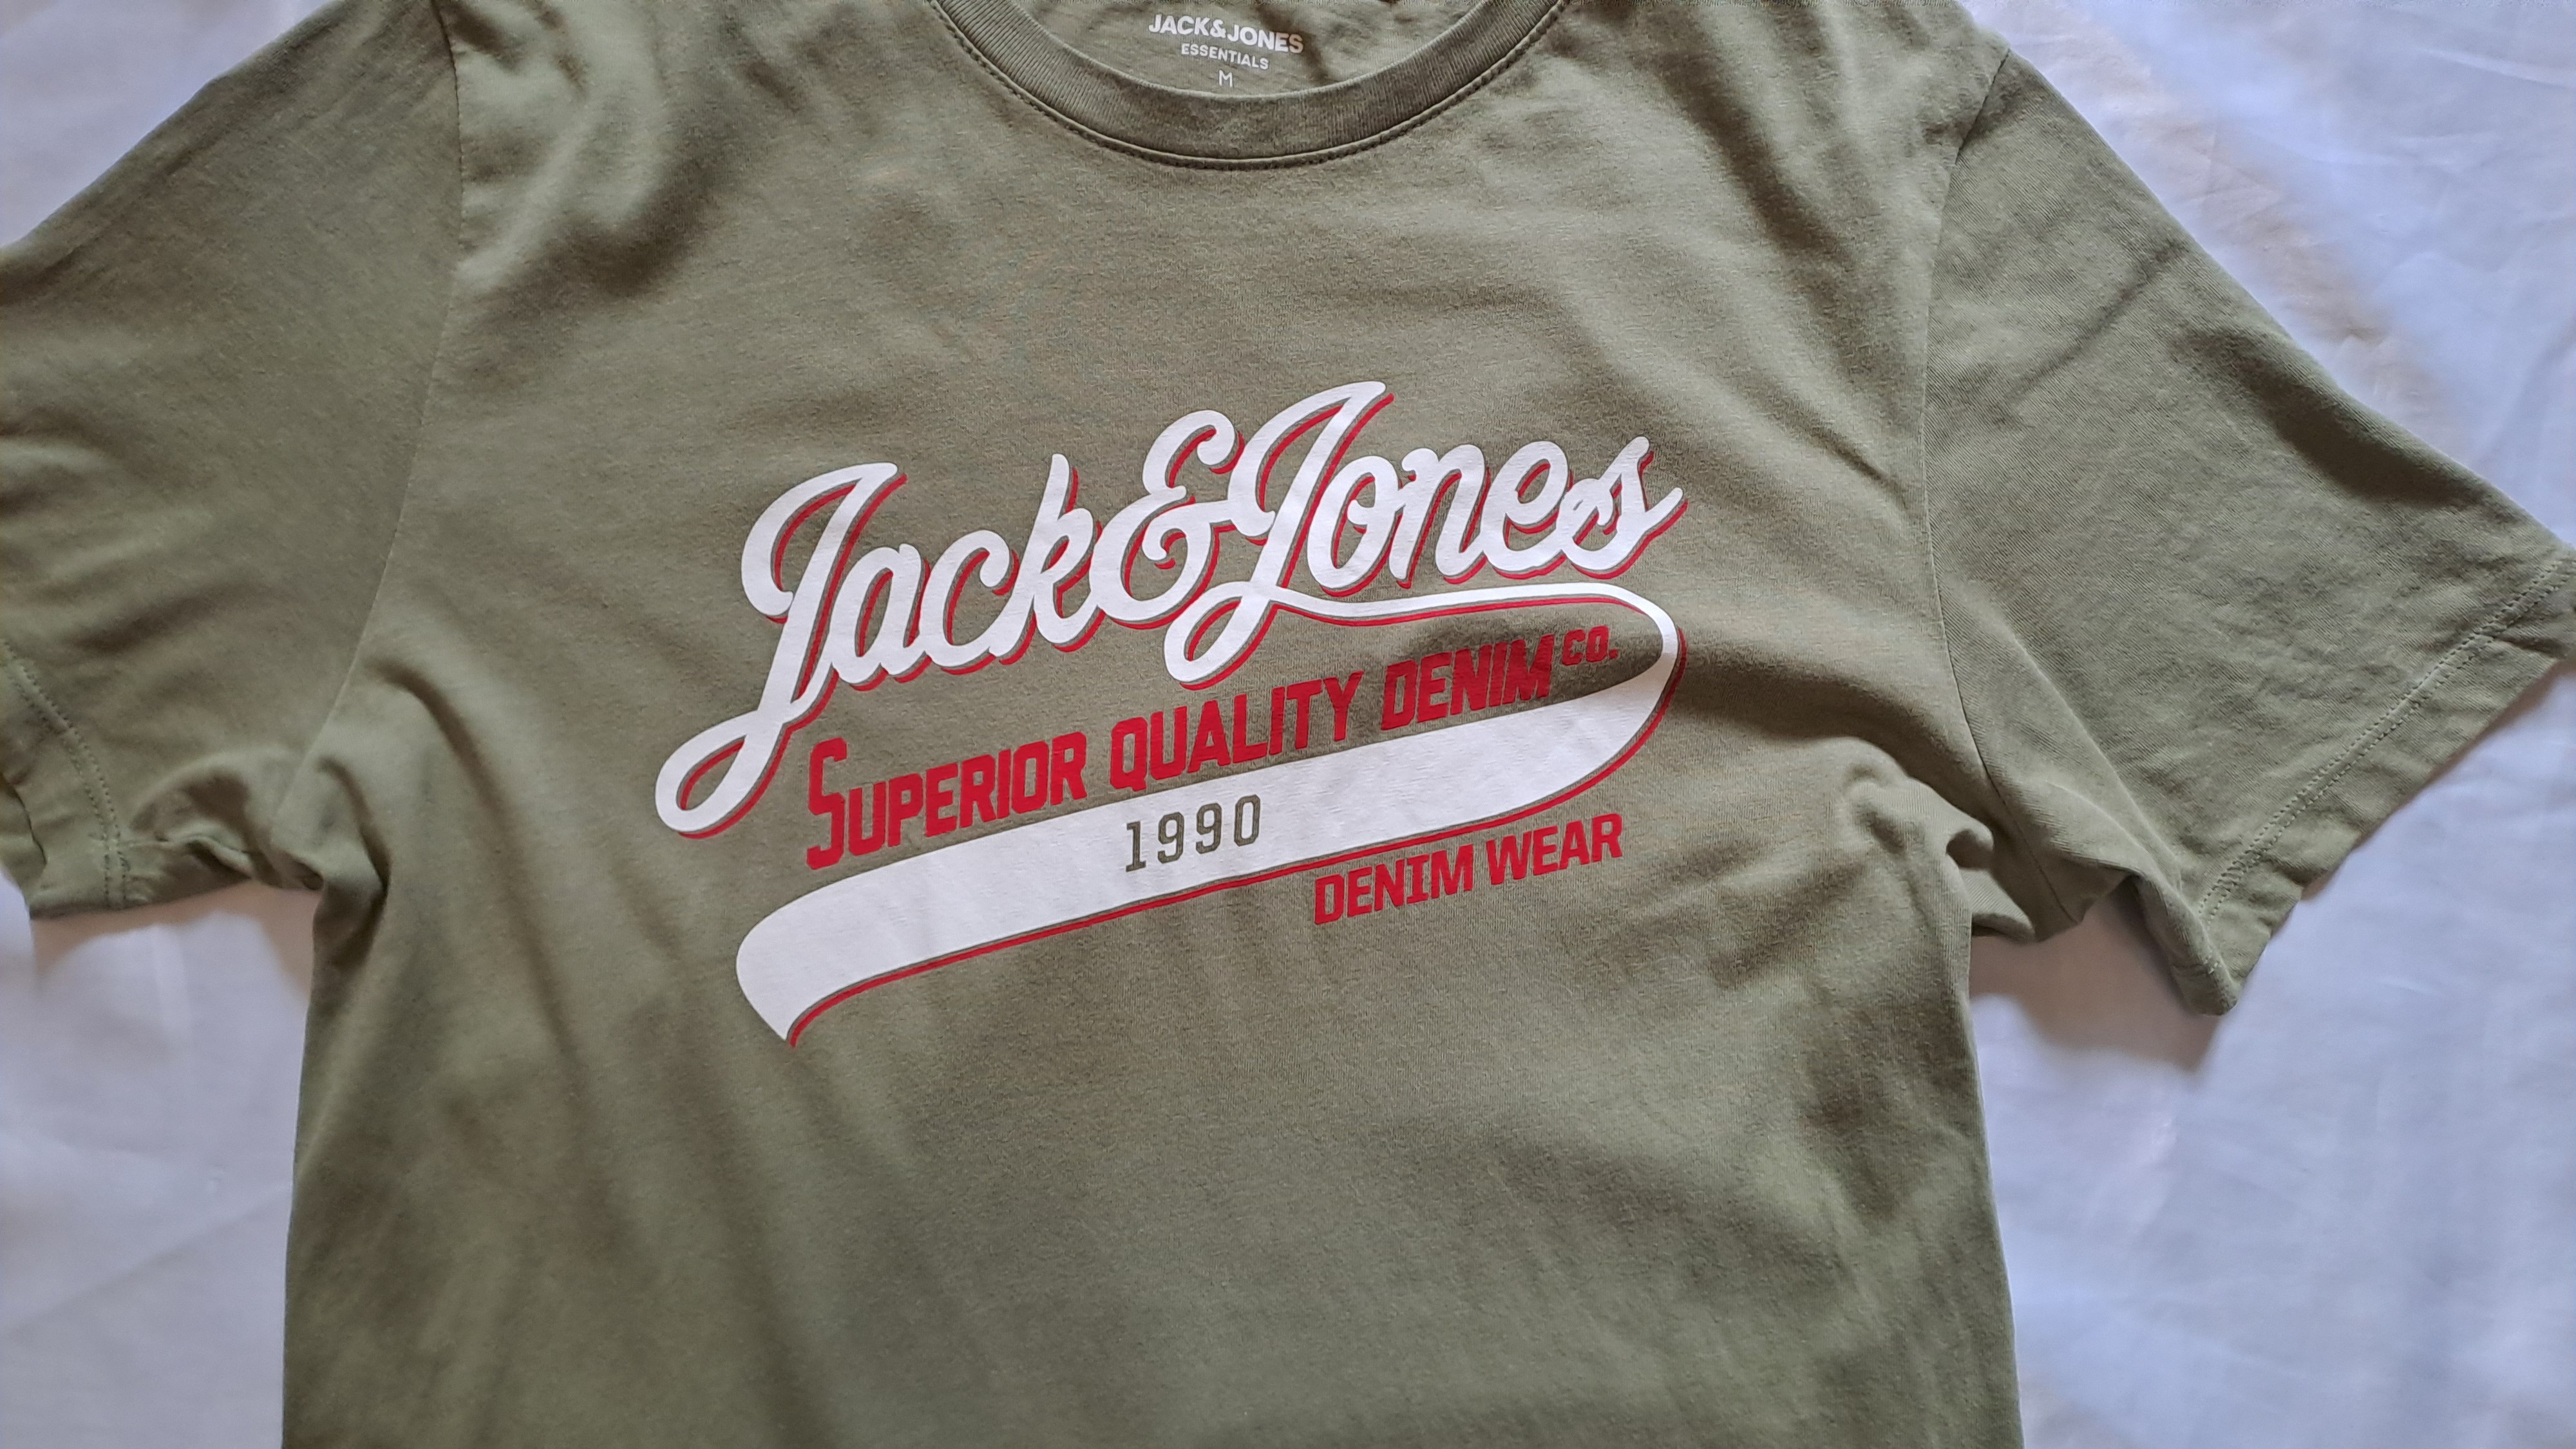 JACK&JONES
ESSENTIALS
M
Jack&Jones
SUPERIOR QUALITY DENIM CO.
1990
DENIM WEAR